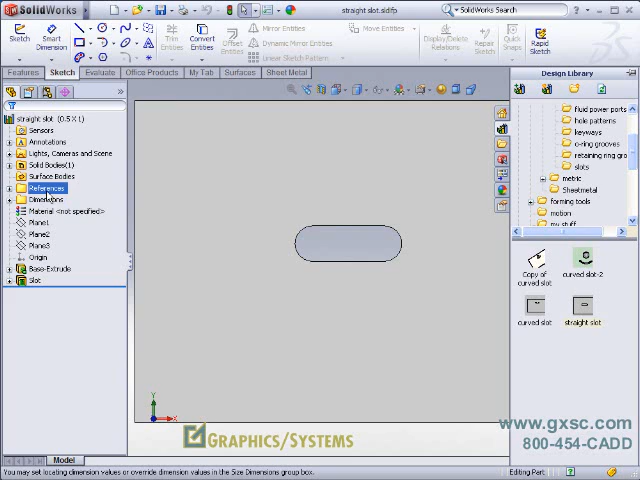 SolidWorks
straight slot.sldlfp
SolidWorks Search
Sketch
Smart Dimension
Trim Entities
Convert Entities
Offset Entities
Mirror Entities
Dynamic Mirror Entities
Linear Sketch Pattern
Move Entities
Display/Delete Relations
Repair Sketch
Quick Snaps
Rapid Sketch
Features
Sketch
Evaluate
Office Products
My Tab
Surfaces
Sheet Metal
straight slot (0.5 X 1)
Sensors
Annotations
Lights, Cameras and Scene
Solid Bodies(1)
Surface Bodies
References
Dimensions
Material <not specified>
Plane1
Plane2
Plane3
Origin
Base-Extrude
Slot
Y
X
Design Library
fluid power ports
hole patterns
keyways
o-ring grooves
retaining ring gro
slots
metric
Sheetmetal
forming tools
motion
my stuff
Copy of curved slot
curved slot-2
curved slot
straight slot
GRAPHICS/SYSTEMS
www.gxsc.com
800-454-CADD
Model
You may set locating dimension values or override dimension values in the Size Dimensions group box.
Editing Part